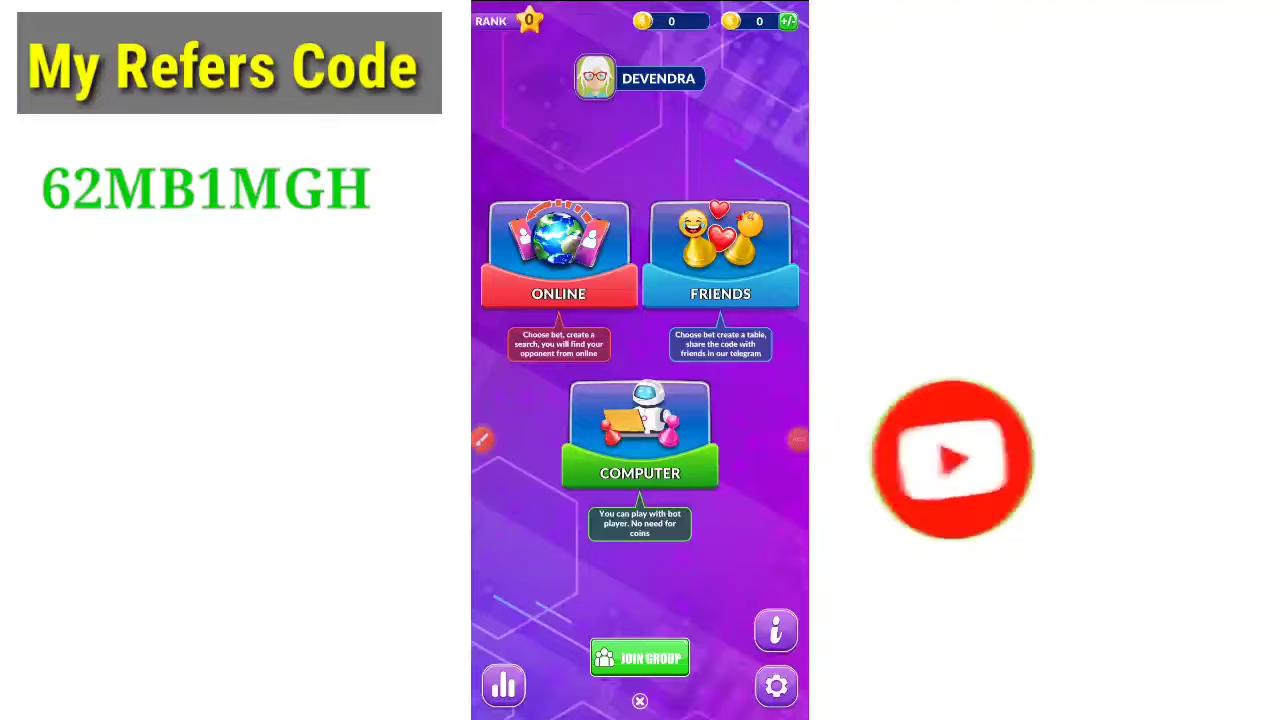 My Refers Code
62MB1MGH
RANK 0
0
0 +/-
DEVENDRA
ONLINE
Choose bet, create a
search, you will find your
opponent from online
FRIENDS
Choose bet create a table,
share the code with
friends in our telegram
COMPUTER
You can play with bot
player. No need for
coins
JOIN GROUP